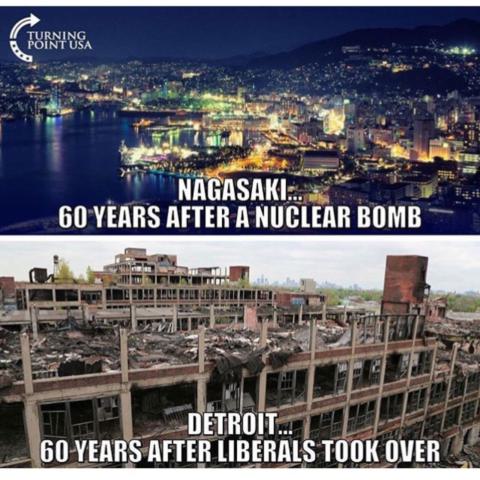 TURNING
POINT USA
NAGASAKI...
60 YEARS AFTER A NUCLEAR BOMB
DETROIT...
60 YEARS AFTER LIBERALS TOOK OVER